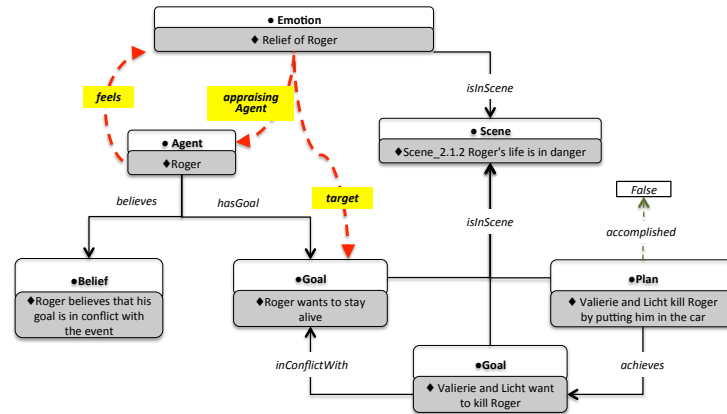 ● Emotion
♦ Relief of Roger
feels
appraising
Agent
isInScene
● Agent
♦Roger
● Scene
♦Scene_2.1.2 Roger's life is in danger
believes
hasGoal
target
isInScene
False
accomplished
●Belief
♦Roger believes that his
goal is in conflict with
the event
●Goal
♦Roger wants to stay
alive
●Plan
♦ Valierie and Licht kill Roger
by putting him in the car
inConflictWith
●Goal
♦ Valierie and Licht want
to kill Roger
achieves